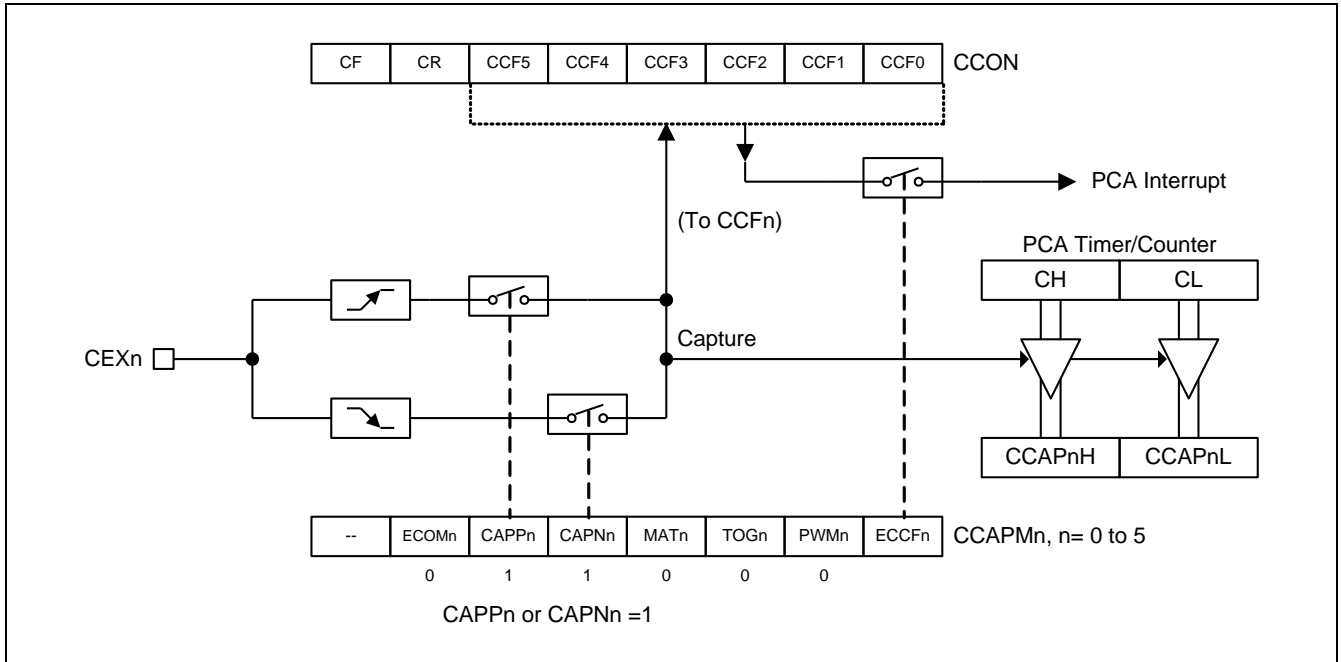 CF CR CCF5 CCF4 CCF3 CCF2 CCF1 CCF0 CCON
PCA Interrupt
(To CCFn)
PCA Timer/Counter
CH CL
Capture
CEXn
CCAPnH CCAPnL
-- ECOMn CAPPn CAPNn MATn TOGn PWMn ECCFn CCAPMn, n= 0 to 5
0 1 1 0 0 0
CAPPn or CAPNn =1